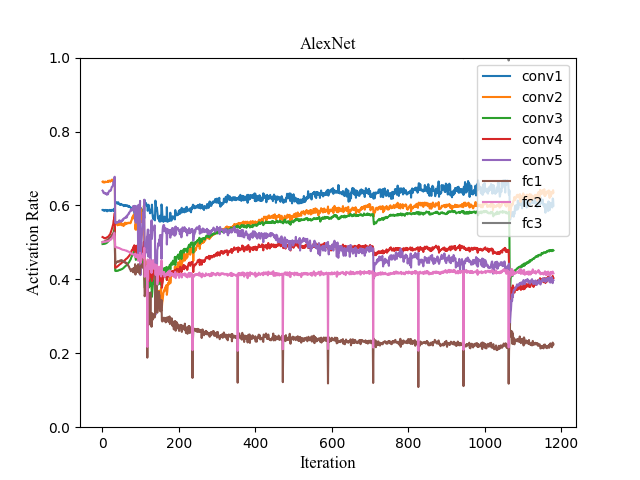 AlexNet
1.0
0.8
0.6
0.4
0.2
0.0
Activation Rate
0
200
400
600
800
1000
1200
Iteration
conv1
conv2
conv3
conv4
conv5
fc1
fc2
fc3